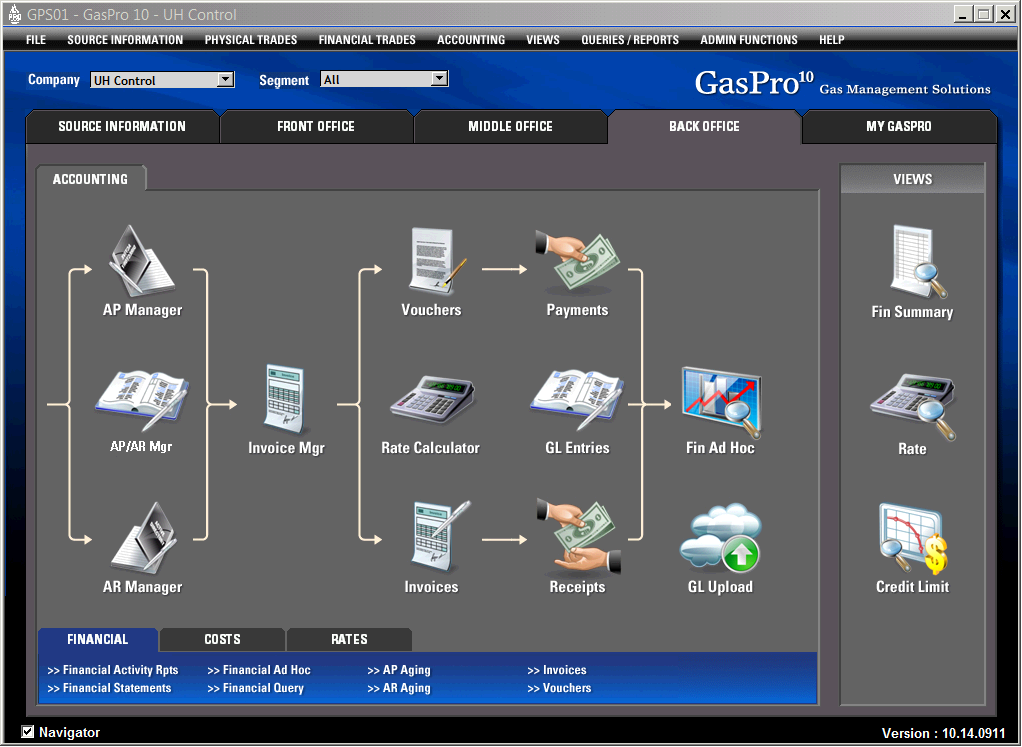 GPS01 - GasPro 10 - UH Control
FILE SOURCE INFORMATION PHYSICAL TRADES FINANCIAL TRADES ACCOUNTING VIEWS QUERIES / REPORTS ADMIN FUNCTIONS HELP
Company UH Control Segment All
GasPro10 Gas Management Solutions
SOURCE INFORMATION FRONT OFFICE MIDDLE OFFICE BACK OFFICE MY GASPRO
ACCOUNTING VIEWS
AP Manager Vouchers Payments Fin Summary
AP/AR Mgr Invoice Mgr Rate Calculator GL Entries Fin Ad Hoc Rate
AR Manager Invoices Receipts GL Upload Credit Limit
FINANCIAL COSTS RATES
>> Financial Activity Rpts >> Financial Ad Hoc >> AP Aging >> Invoices
>> Financial Statements >> Financial Query >> AR Aging >> Vouchers
Navigator Version : 10.14.0911